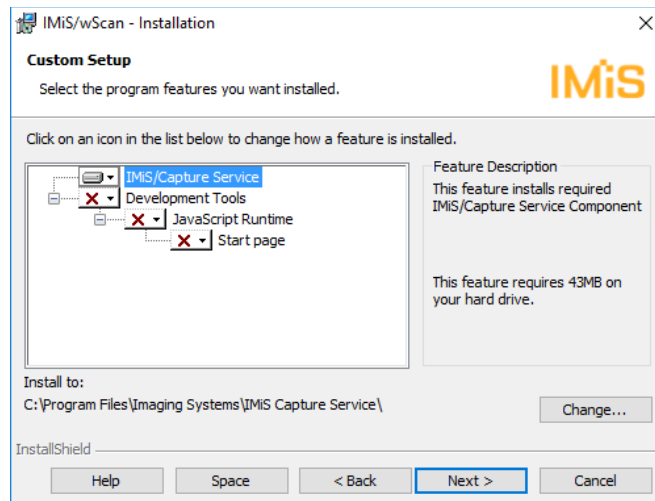 IMiS/wScan - Installation
Custom Setup
Select the program features you want installed.
IMiS
Click on an icon in the list below to change how a feature is installed.
IMiS/Capture Service
Development Tools
JavaScript Runtime
Start page
Feature Description
This feature installs required
IMiS/Capture Service Component
This feature requires 43MB on
your hard drive.
Install to:
C:\Program Files\Imaging Systems\IMiS Capture Service\
Change...
InstallShield
Help
Space
< Back
Next >
Cancel